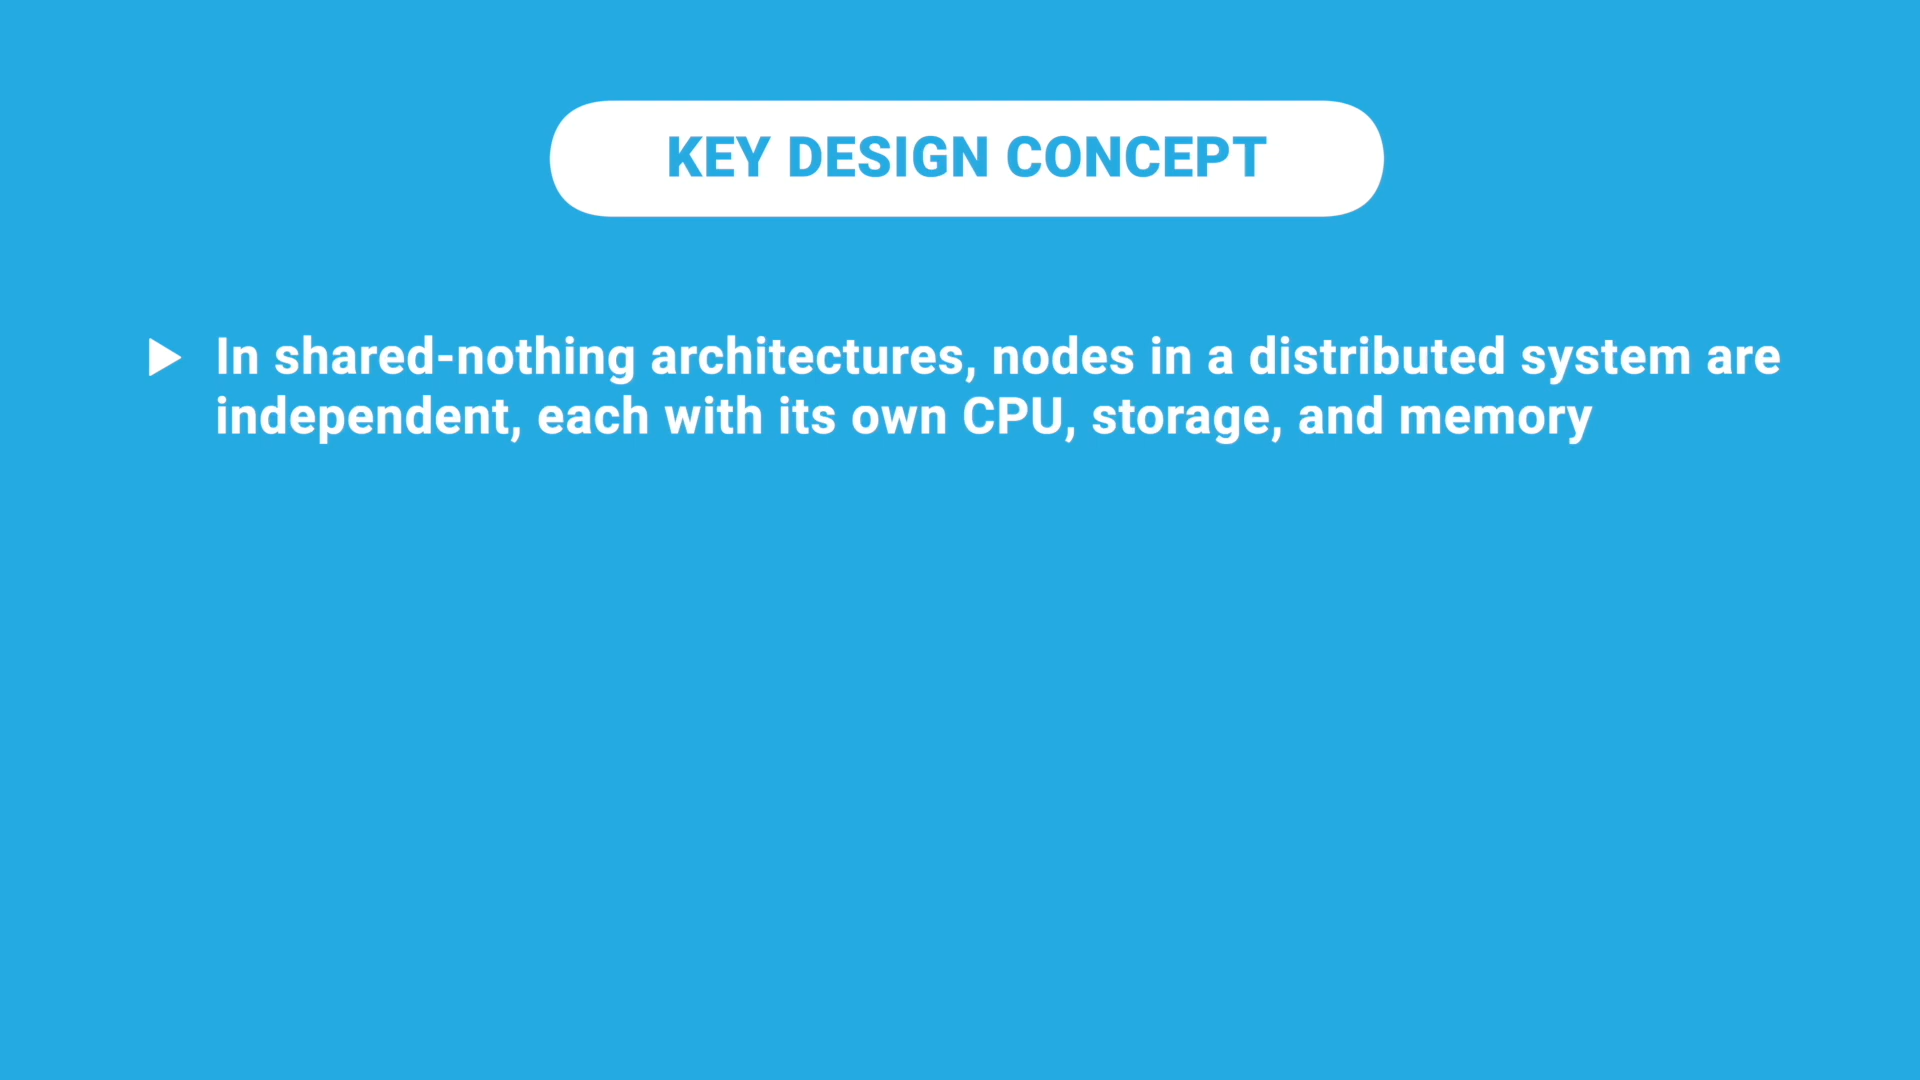 KEY DESIGN CONCEPT
In shared-nothing architectures, nodes in a distributed system are
independent, each with its own CPU, storage, and memory